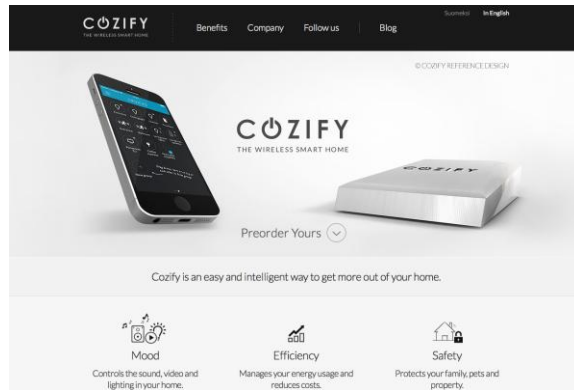 COZIFY
THE WIRELESS SMART HOME
Benefits Company Follow us Blog
Suomeksi In English
© COZIFY REFERENCE DESIGN
COZIFY
THE WIRELESS SMART HOME
COZIFY
Preorder Yours
Cozify is an easy and intelligent way to get more out of your home.
Mood
Controls the sound, video and
lighting in your home.
Efficiency
Manages your energy usage and
reduces costs.
Safety
Protects your family, pets and
property.